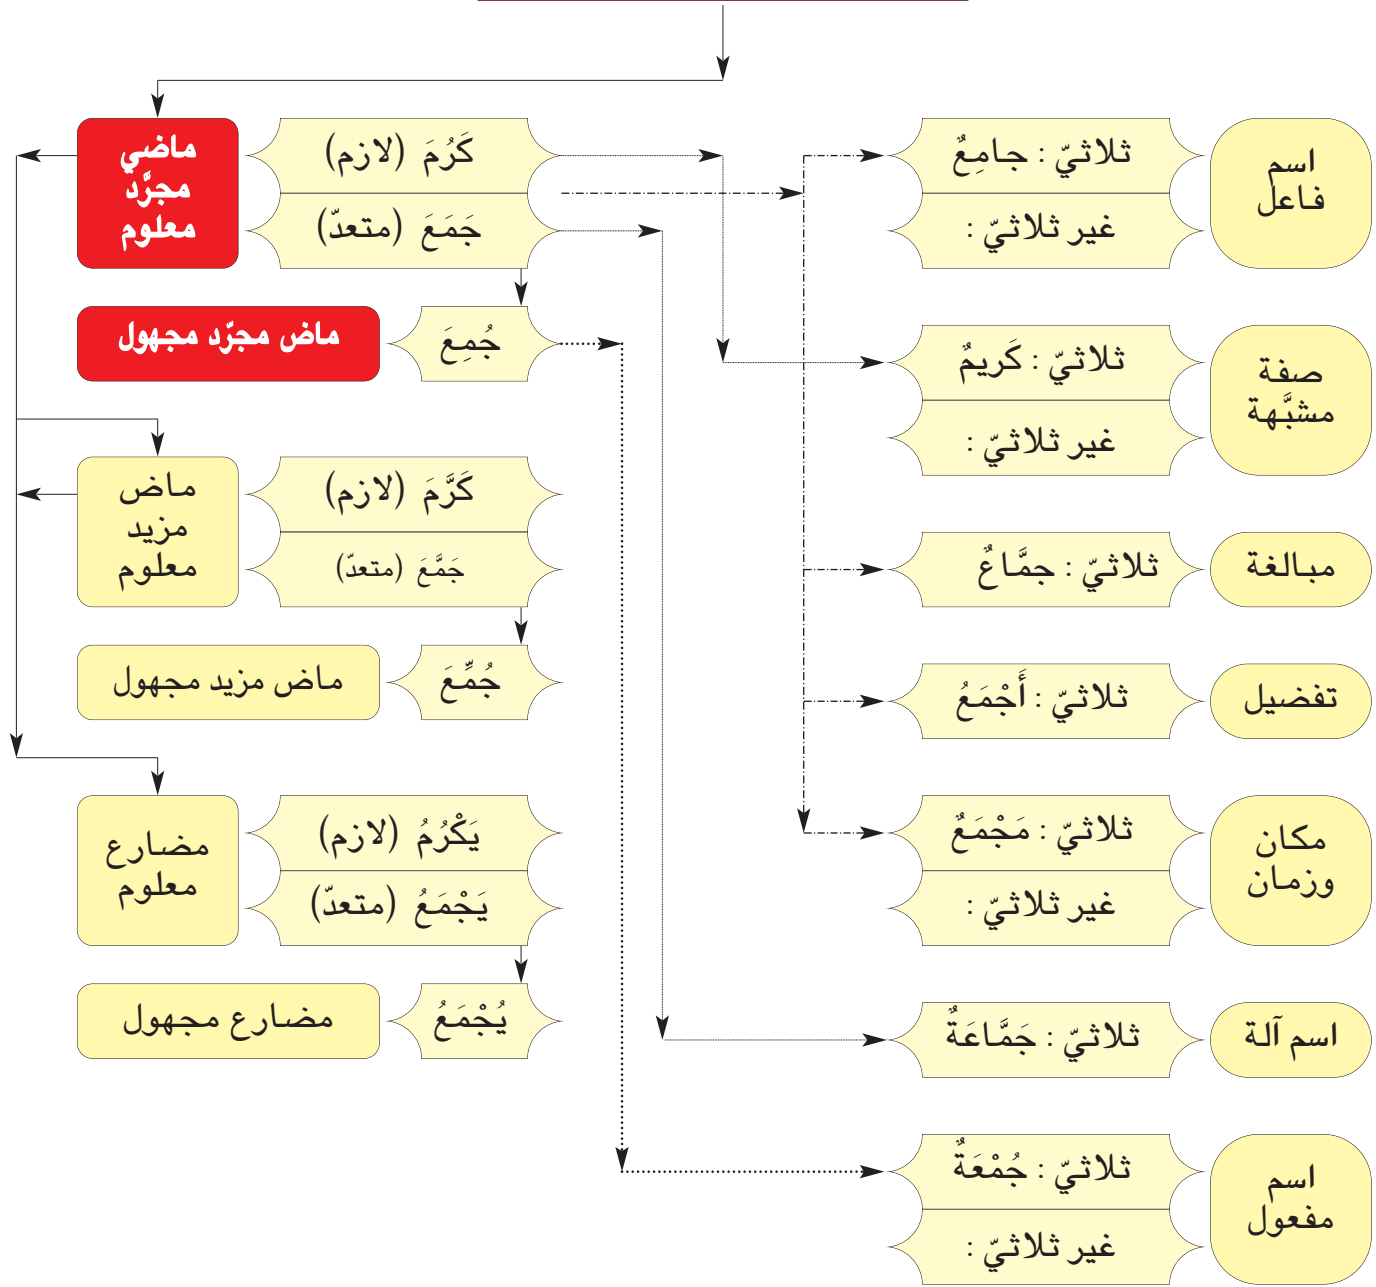 اسم
فاعل
ثلاثيّ : جامِعٌ
غير ثلاثيّ :
صفة
مشبَّهة
ثلاثيّ : كَريمٌ
غير ثلاثيّ :
مبالغة
ثلاثيّ : جمَّاعٌ
تفضيل
ثلاثيّ : أَجْمَعُ
مكان
وزمان
ثلاثيّ : مَجْمَعٌ
غير ثلاثيّ :
اسم آلة
ثلاثيّ : جَمَّاعَةٌ
اسم
مفعول
ثلاثيّ : جُمْعَةٌ
غير ثلاثيّ :
كَرُمَ (لازم)
جَمَعَ (متعدّ)
ماضي
مجرَّد
معلوم
جُمِعَ
ماض مجرّد مجهول
كَرَّمَ (لازم)
جَمَّعَ (متعدّ)
ماض
مزيد
معلوم
جُمِّعَ
ماض مزيد مجهول
يَكْرُمُ (لازم)
يَجْمَعُ (متعدّ)
مضارع
معلوم
يُجْمَعُ
مضارع مجهول